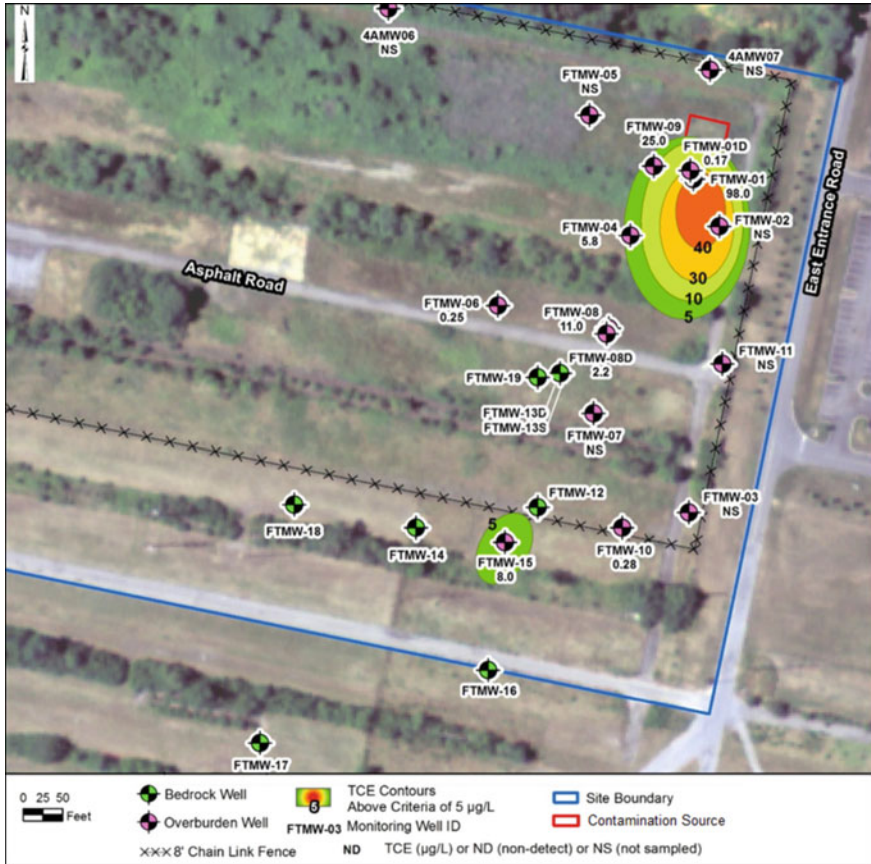 N
4AMW06
NS
4AMW07
NS
FTMW-05
NS
FTMW-09
25.0
FTMW-01D
0.17
FTMW-01
98.0
FTMW-02
NS
FTMW-04
5.8
40
30
10
5
East Entrance Road
Asphalt Road
FTMW-06
0.25
FTMW-08
11.0
FTMW-08D
2.2
FTMW-11
NS
FTMW-19
FTMW-13D
FTMW-13S
FTMW-07
NS
FTMW-12
FTMW-03
NS
FTMW-18
FTMW-14
5
FTMW-15
8.0
FTMW-10
0.28
FTMW-16
FTMW-17
0 25 50
Feet
Bedrock Well
Overburden Well
8' Chain Link Fence
5
TCE Contours
Above Criteria of 5 µg/L
FTMW-03 Monitoring Well ID
ND TCE (µg/L) or ND (non-detect) or NS (not sampled)
Site Boundary
Contamination Source